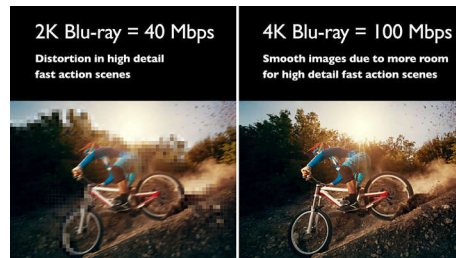 2K Blu-ray = 40 Mbps
Distortion in high detail
fast action scenes
4K Blu-ray = 100 Mbps
Smooth images due to more room
for high detail fast action scenes